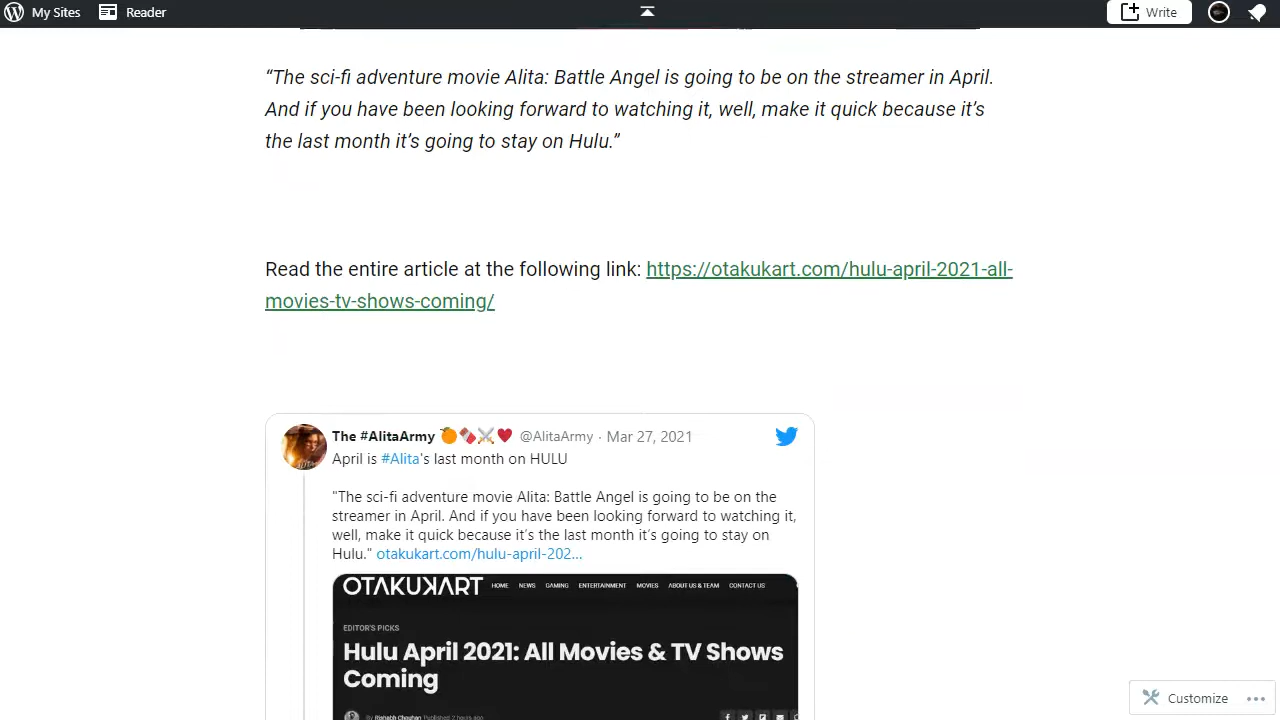 My Sites Reader Write
“The sci-fi adventure movie Alita: Battle Angel is going to be on the streamer in April.
And if you have been looking forward to watching it, well, make it quick because it’s
the last month it’s going to stay on Hulu.”
Read the entire article at the following link: https://otakukart.com/hulu-april-2021-all-
movies-tv-shows-coming/
The #AlitaArmy @AlitaArmy · Mar 27, 2021
April is #Alita's last month on HULU
"The sci-fi adventure movie Alita: Battle Angel is going to be on the
streamer in April. And if you have been looking forward to watching it,
well, make it quick because it’s the last month it’s going to stay on
Hulu." otakukart.com/hulu-april-202...
OTAKUKART HOME NEWS GAMING ENTERTAINMENT MOVIES ABOUT US & TEAM CONTACT US
EDITOR'S PICKS
Hulu April 2021: All Movies & TV Shows
Coming
By Rishabh Chauhan Published 2 hours ago
Customize